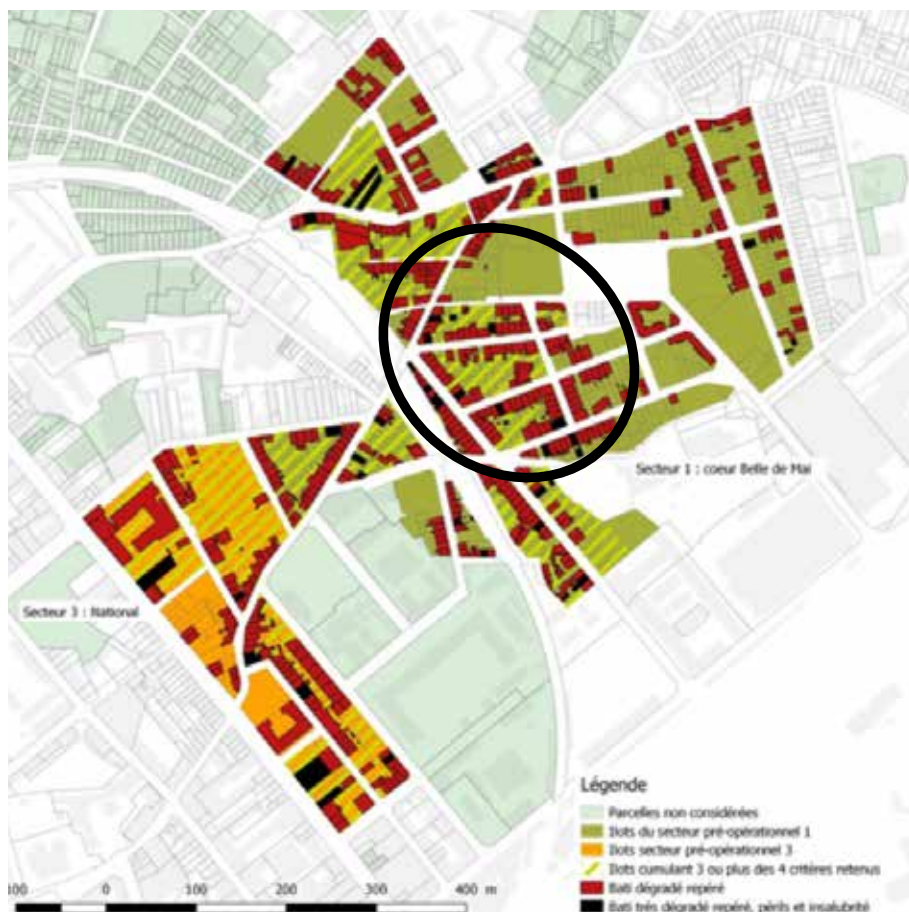 Secteur 1 : coeur Belle de Mai
Secteur 3 : National
Légende
Parcelles non considérées
Ilots du secteur pré-opérationnel 1
Ilots secteur pré-opérationnel 3
Ilots cumulant 3 ou plus des 4 critères retenus
Bati dégradé repéré
Bati très dégradé repéré, périls et insalubrité
100 0 100 200 300 400 m